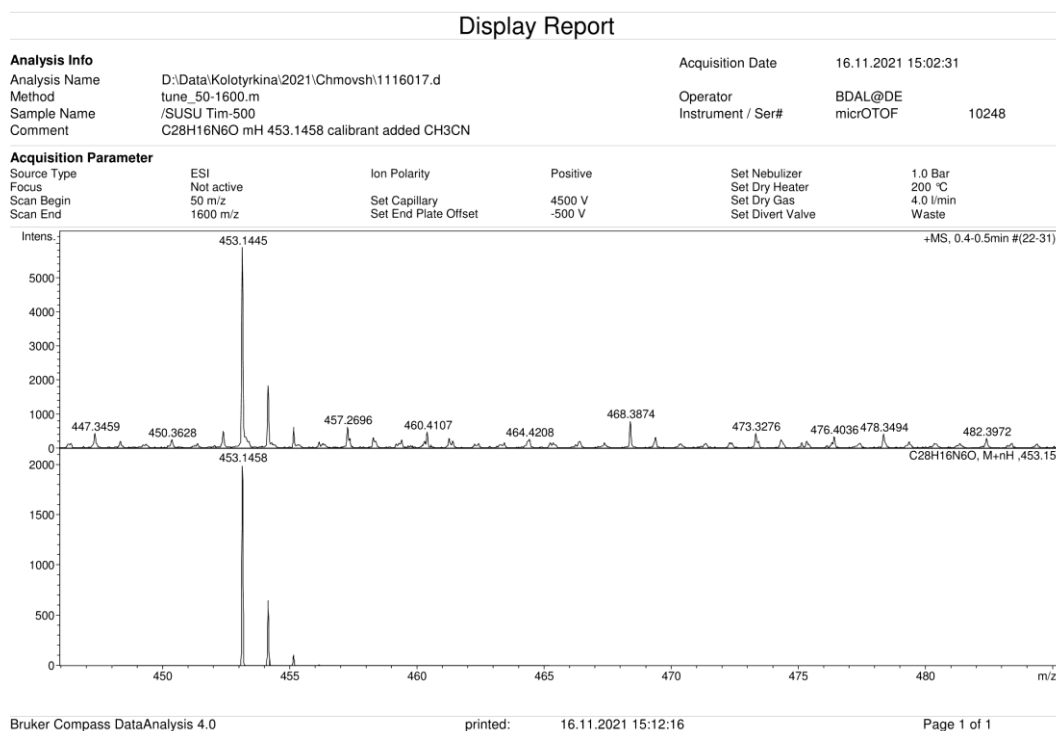 Display Report
Analysis Info
Acquisition Date 16.11.2021 15:02:31
Analysis Name D:\Data\Kolotyrkina\2021\Chmovsh\1116017.d
Method tune_50-1600.m
Operator BDAL@DE
Sample Name /SUSU Tim-500
Instrument / Ser# micrOTOF 10248
Comment C28H16N6O mH 453.1458 calibrant added CH3CN
Acquisition Parameter
Source Type ESI Ion Polarity Positive Set Nebulizer 1.0 Bar
Focus Not active Set Dry Heater 200 °C
Scan Begin 50 m/z Set Capillary 4500 V Set Dry Gas 4.0 l/min
Scan End 1600 m/z Set End Plate Offset -500 V Set Divert Valve Waste
Intens.
+MS, 0.4-0.5min #(22-31)
453.1445
5000
4000
3000
2000
1000
0
447.3459
450.3628
457.2696
460.4107
464.4208
468.3874
473.3276
476.4036
478.3494
482.3972
C28H16N6O, M+nH ,453.15
453.1458
2000
1500
1000
500
0
450 455 460 465 470 475 480 m/z
Bruker Compass DataAnalysis 4.0 printed: 16.11.2021 15:12:16 Page 1 of 1